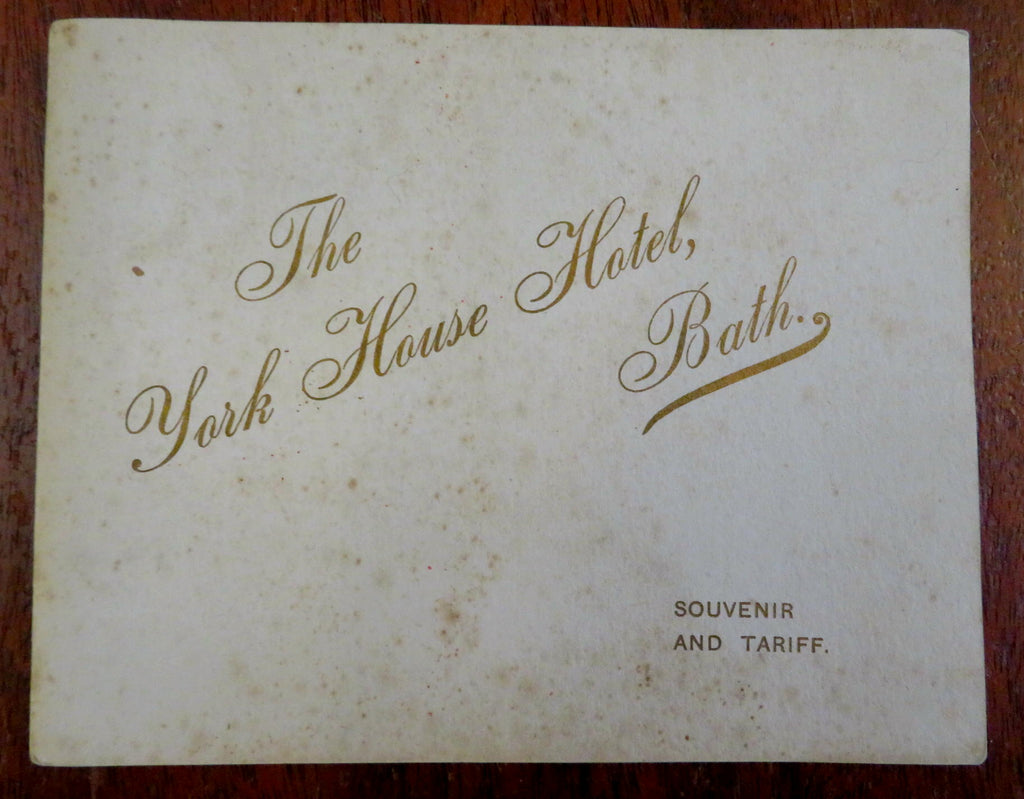 The
York House Hotel,
Bath.
SOUVENIR
AND TARIFF.